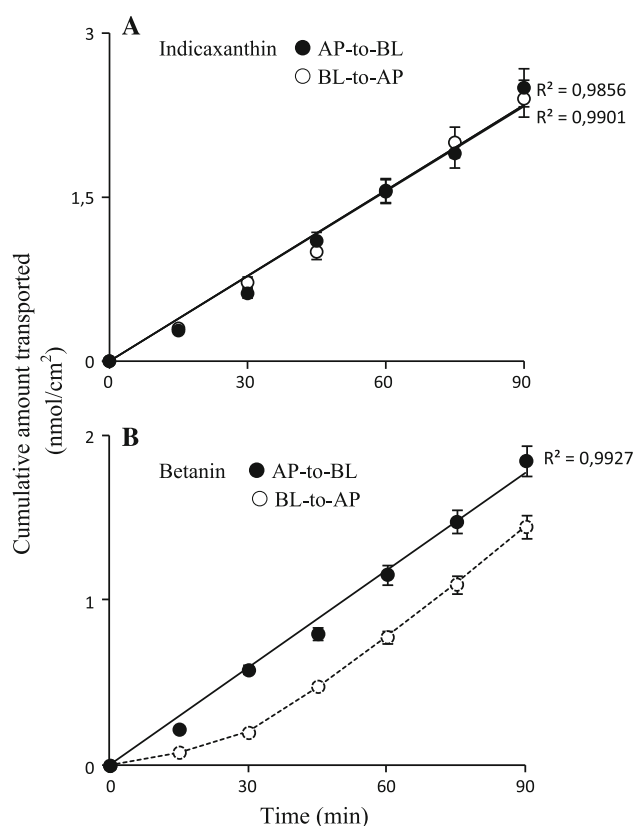 A
Indicaxanthin ● AP-to-BL
○ BL-to-AP
R² = 0,9856
R² = 0,9901
3
1,5
0
0 30 60 90
Cumulative amount transported
(nmol/cm²)
B
Betanin ● AP-to-BL
○ BL-to-AP
R² = 0,9927
2
1
0
0 30 60 90
Time (min)